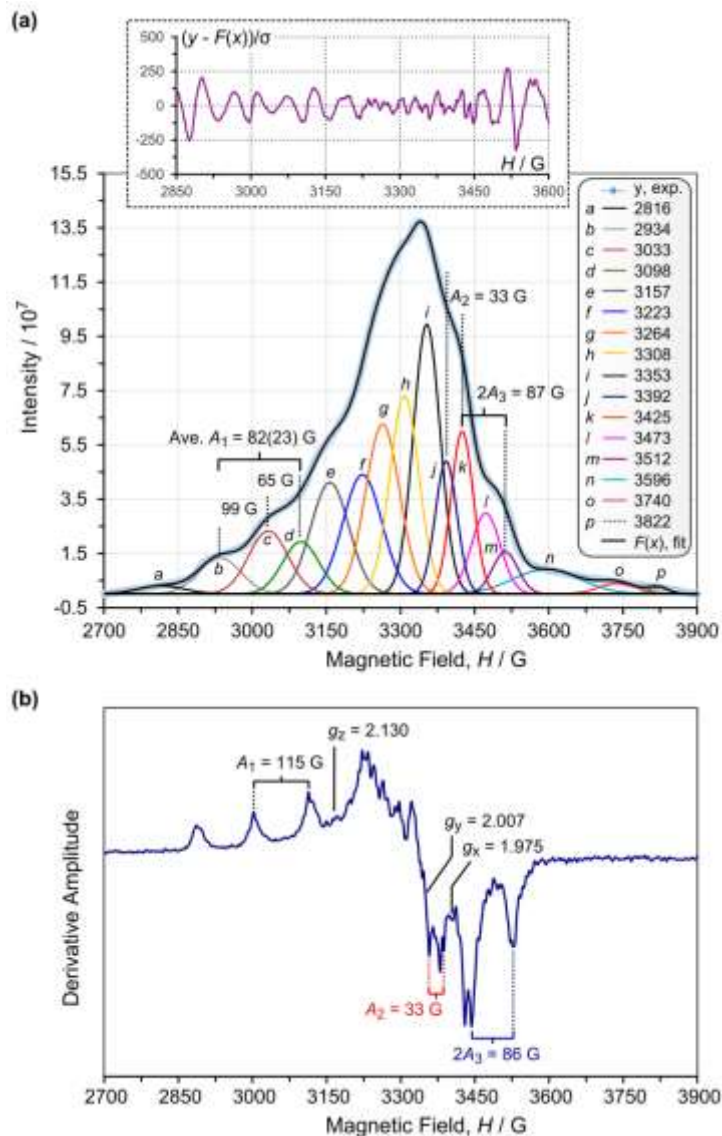 (a)
(y - F(x))/σ
500
250
0
-250
-500
2850 3000 3150 3300 3450 3600
H / G
15.5
13.5
11.5
9.5
7.5
5.5
3.5
1.5
-0.5
Intensity / 10⁷
y, exp.
a 2816
b 2934
c 3033
d 3098
e 3157
f 3223
g 3264
h 3308
i 3353
j 3392
k 3425
l 3473
m 3512
n 3596
o 3740
p 3822
F(x), fit
A₂ = 33 G
2A₃ = 87 G
Ave. A₁ = 82(23) G
65 G
99 G
a b c d e f g h i j k l m n o p
2700 2850 3000 3150 3300 3450 3600 3750 3900
Magnetic Field, H / G
(b)
g_z = 2.130
A₁ = 115 G
g_y = 2.007
g_x = 1.975
Derivative Amplitude
A₂ = 33 G
2A₃ = 86 G
2700 2850 3000 3150 3300 3450 3600 3750 3900
Magnetic Field, H / G